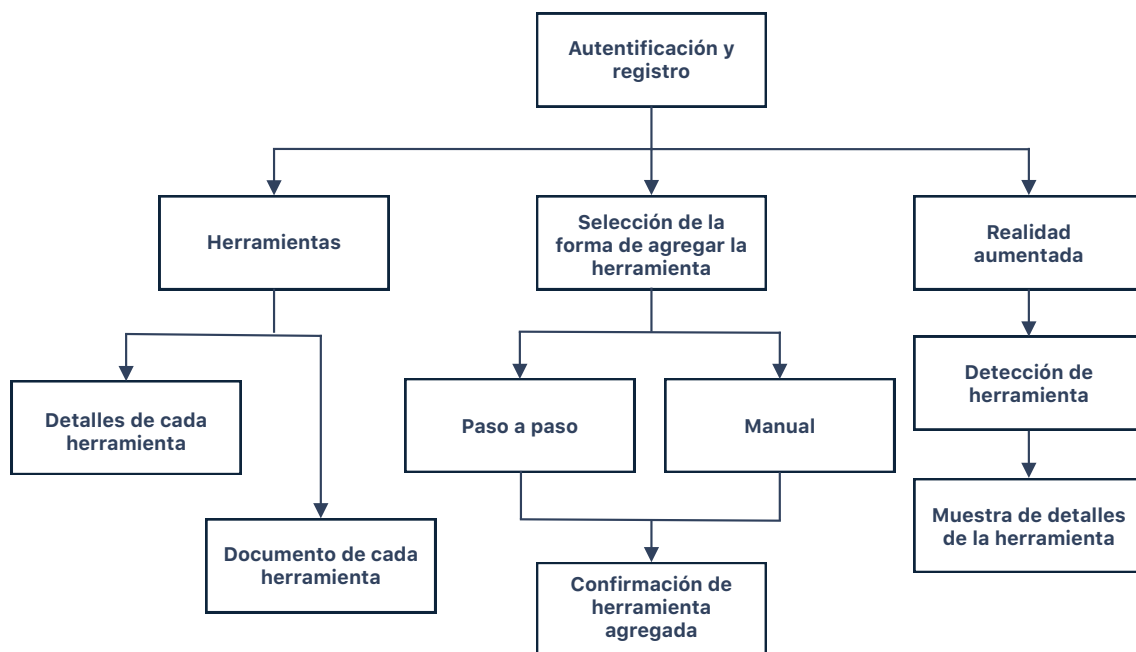 Autentificación y
registro
Herramientas
Selección de la
forma de agregar la
herramienta
Realidad
aumentada
Detalles de cada
herramienta
Paso a paso
Manual
Detección de
herramienta
Documento de cada
herramienta
Muestra de detalles
de la herramienta
Confirmación de
herramienta
agregada